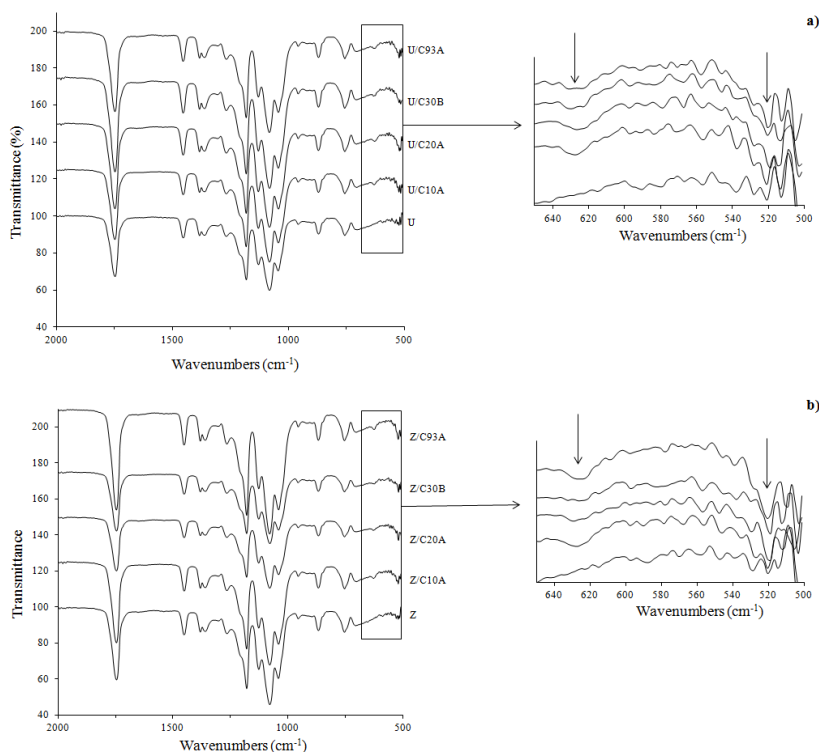 a)
200
180
160
140
120
100
80
60
40
Transmittance (%)
U/C93A
U/C30B
U/C20A
U/C10A
U
2000 1500 1000 500
Wavenumbers (cm-1)
640 620 600 580 560 540 520 500
Wavenumbers (cm-1)
b)
200
180
160
140
120
100
80
60
40
Transmittance
Z/C93A
Z/C30B
Z/C20A
Z/C10A
Z
2000 1500 1000 500
Wavenumbers (cm-1)
640 620 600 580 560 540 520 500
Wavenumbers (cm-1)